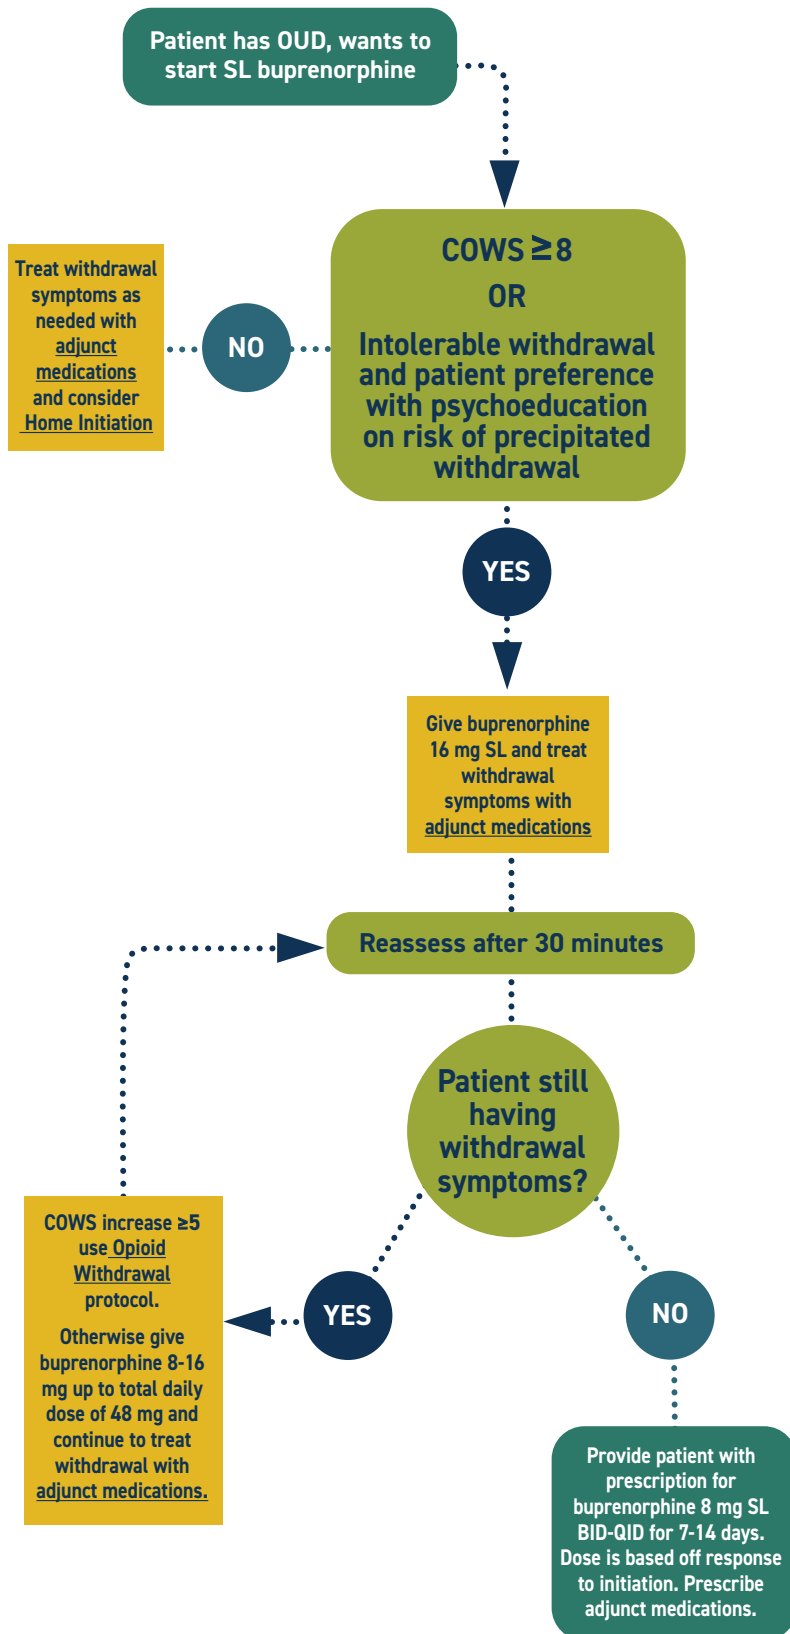 Patient has OUD, wants to
start SL buprenorphine
COWS ≥8
OR
Intolerable withdrawal
and patient preference
with psychoeducation
on risk of precipitated
withdrawal
NO
Treat withdrawal
symptoms as
needed with
adjunct
medications
and consider
Home Initiation
YES
Give buprenorphine
16 mg SL and treat
withdrawal
symptoms with
adjunct medications
Reassess after 30 minutes
Patient still
having
withdrawal
symptoms?
YES
COWS increase ≥5
use Opioid
Withdrawal
protocol.
Otherwise give
buprenorphine 8-16
mg up to total daily
dose of 48 mg and
continue to treat
withdrawal with
adjunct medications.
NO
Provide patient with
prescription for
buprenorphine 8 mg SL
BID-QID for 7-14 days.
Dose is based off response
to initiation. Prescribe
adjunct medications.